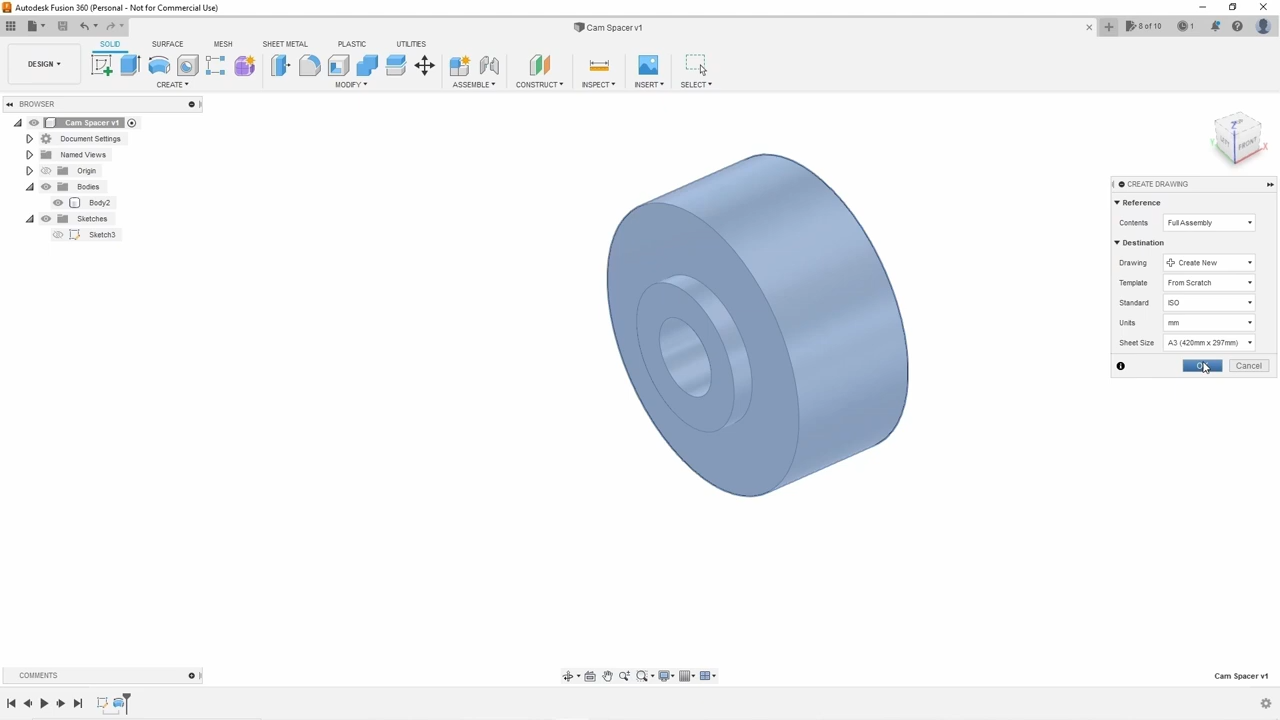 Autodesk Fusion 360 (Personal - Not for Commercial Use)
Cam Spacer v1
8 of 10
1
SOLID
SURFACE
MESH
SHEET METAL
PLASTIC
UTILITIES
DESIGN
CREATE
MODIFY
ASSEMBLE
CONSTRUCT
INSPECT
INSERT
SELECT
BROWSER
Cam Spacer v1
Document Settings
Named Views
Origin
Bodies
Body2
Sketches
Sketch3
Z
LEFT
FRONT
X
Y
CREATE DRAWING
Reference
Contents Full Assembly
Destination
Drawing Create New
Template From Scratch
Standard ISO
Units mm
Sheet Size A3 (420mm x 297mm)
OK Cancel
COMMENTS
Cam Spacer v1